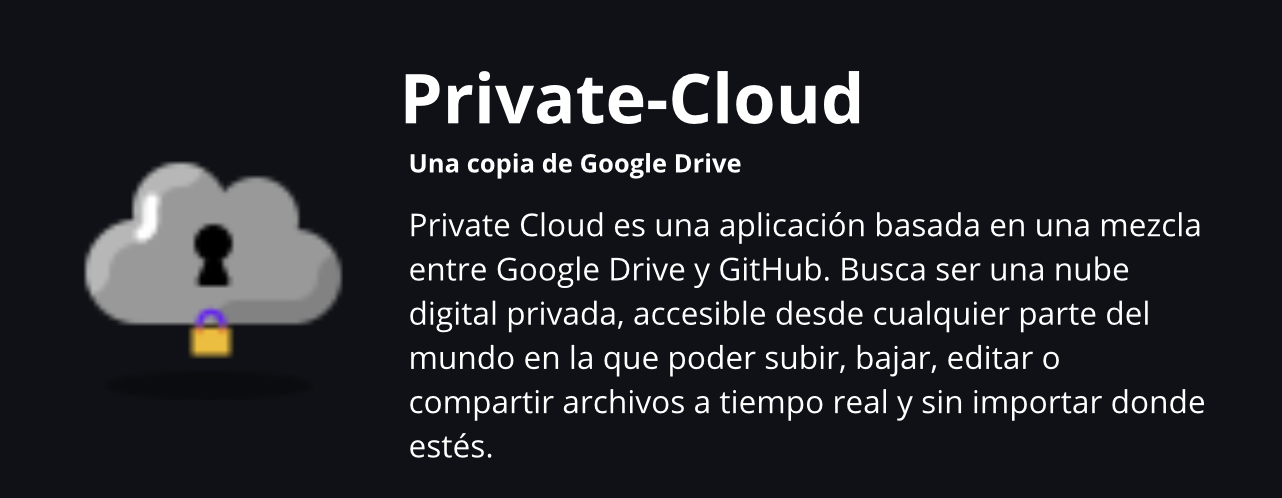 Private-Cloud
Una copia de Google Drive
Private Cloud es una aplicación basada en una mezcla
entre Google Drive y GitHub. Busca ser una nube
digital privada, accesible desde cualquier parte del
mundo en la que poder subir, bajar, editar o
compartir archivos a tiempo real y sin importar donde
estés.